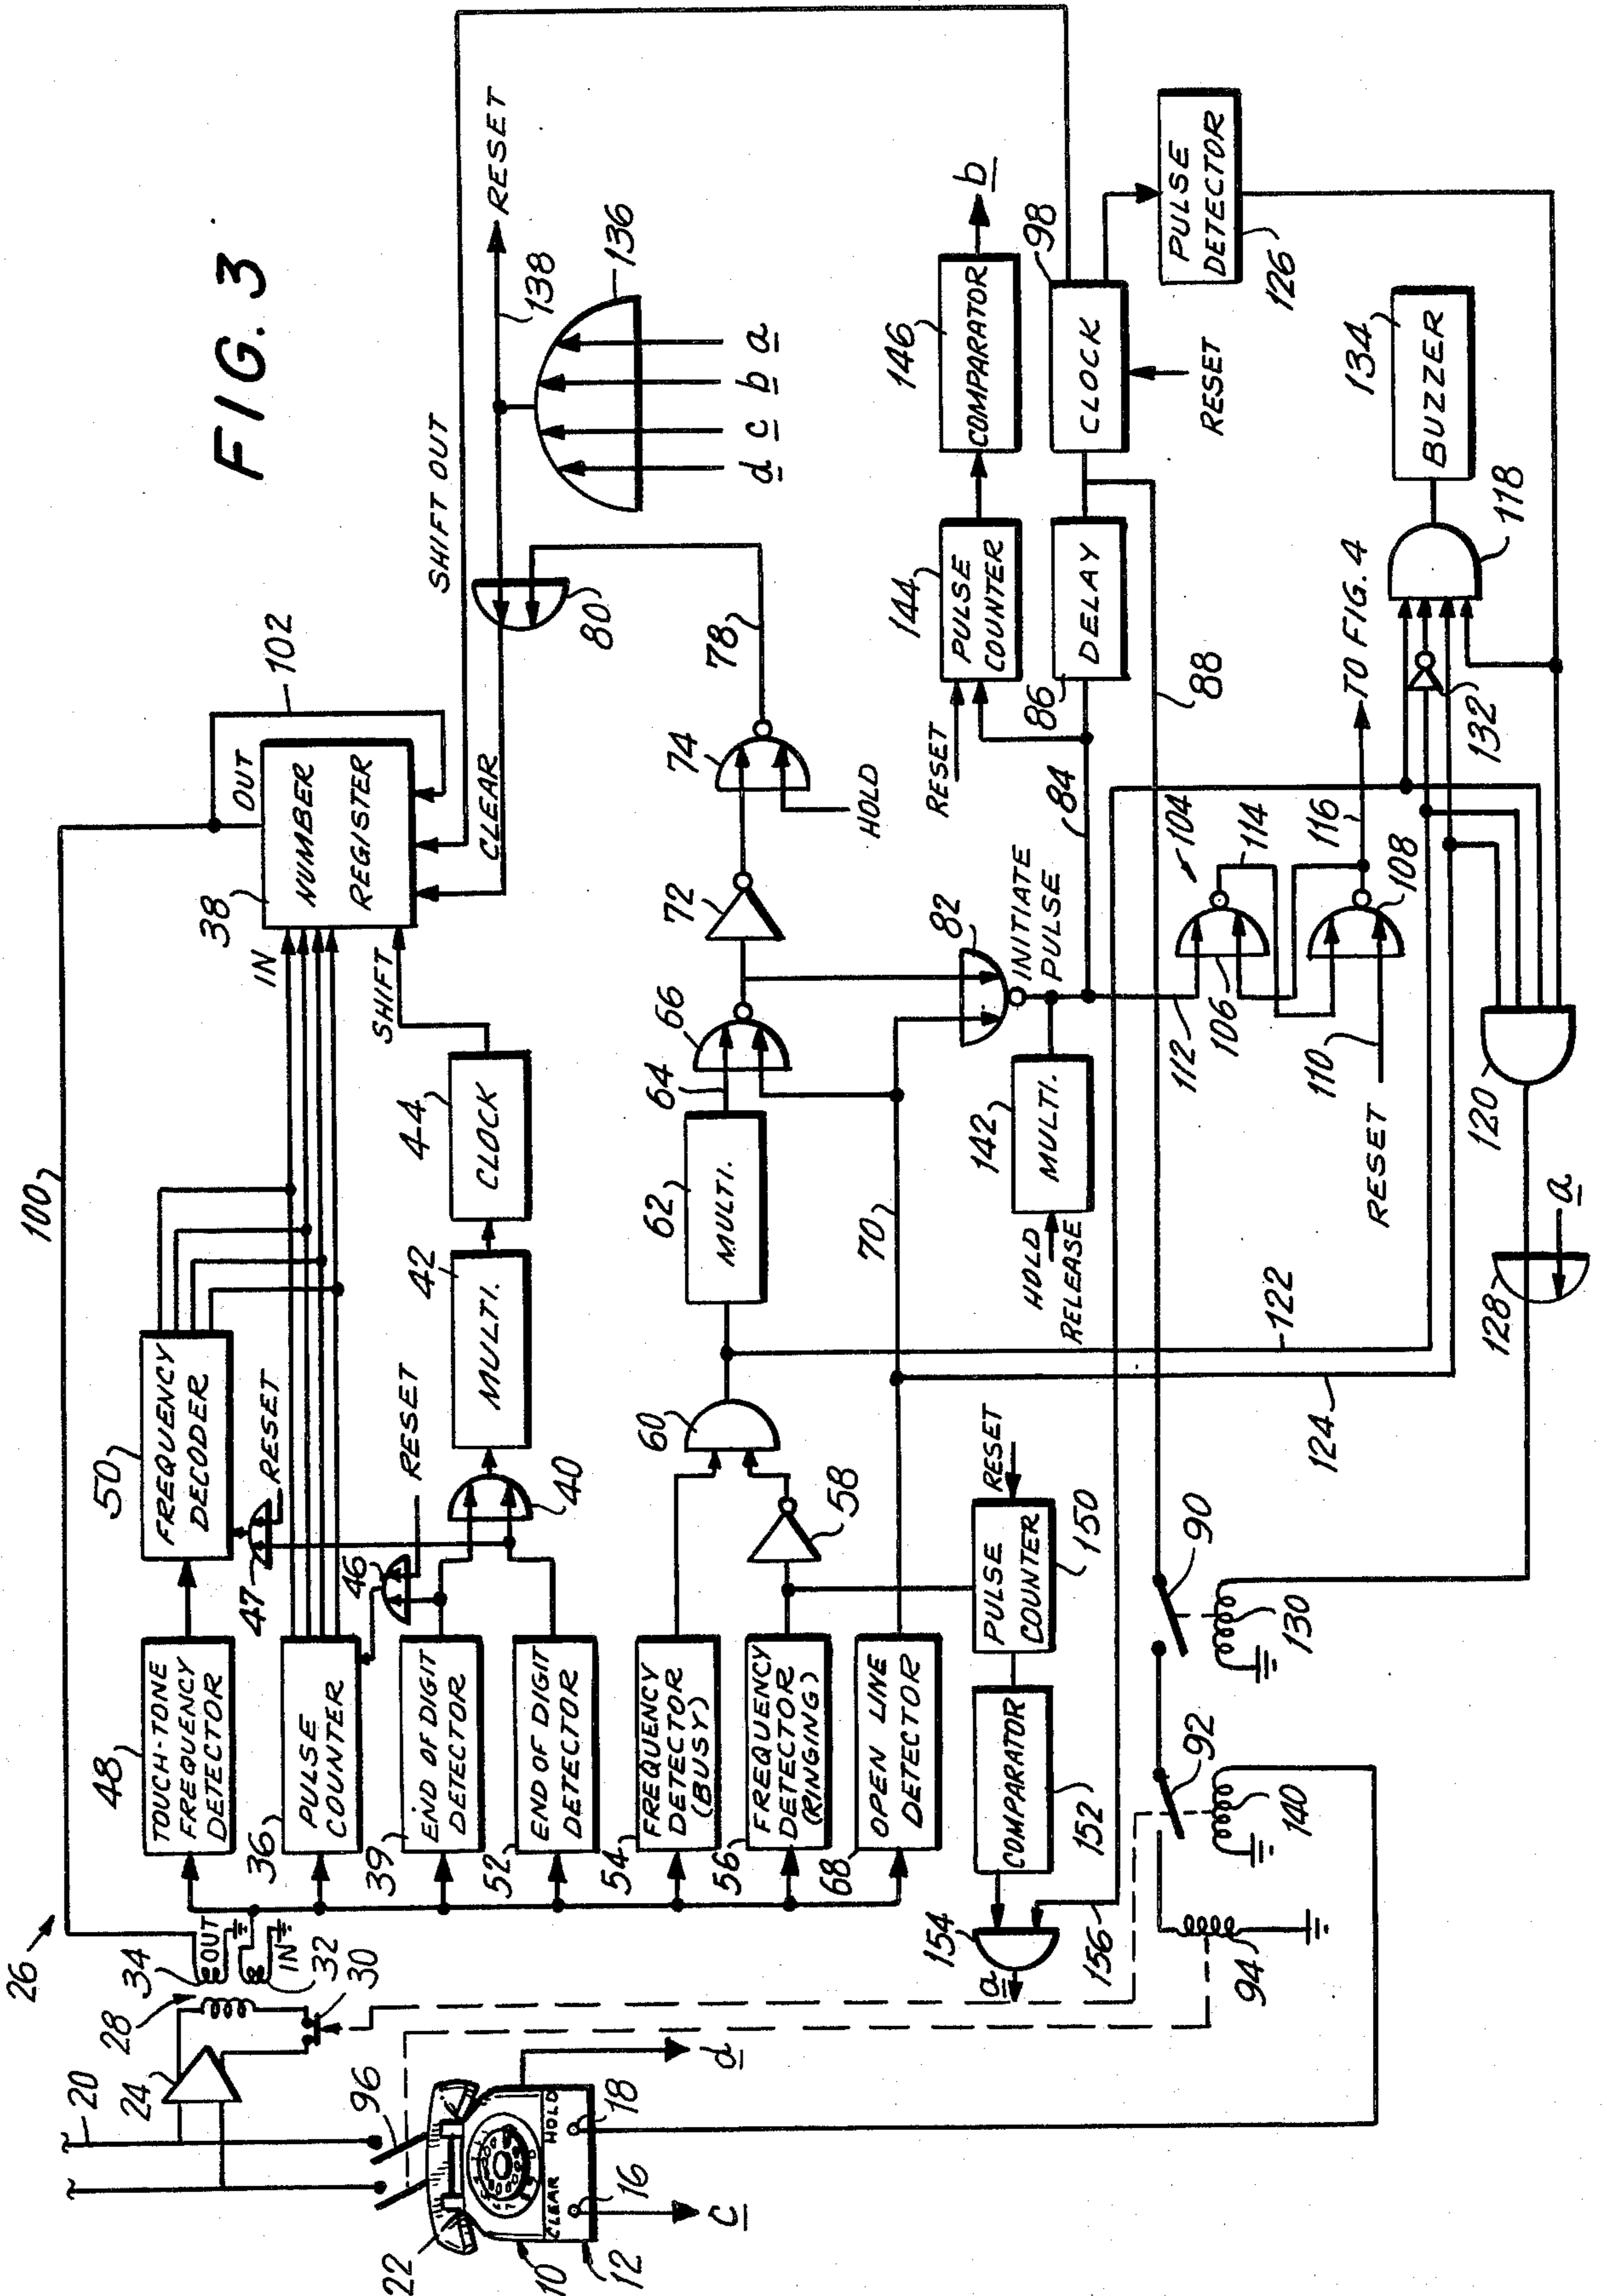 FIG. 3
26
20
24
28
34
OUT
IN
32
30
96
22
10
12
CLEAR
HOLD
16
18
c
d
100
48
TOUCH-TONE
FREQUENCY
DETECTOR
50
FREQUENCY
DECODER
47
RESET
36
PULSE
COUNTER
46
RESET
39
END OF DIGIT
DETECTOR
52
END OF DIGIT
DETECTOR
40
42
MULTI.
44
CLOCK
SHIFT
IN
38
NUMBER
REGISTER
OUT
102
CLEAR
SHIFT OUT
80
138
RESET
136
d
c
b
a
54
FREQUENCY
DETECTOR
(BUSY)
56
FREQUENCY
DETECTOR
(RINGING)
68
OPEN LINE
DETECTOR
58
60
62
MULTI.
64
66
72
74
HOLD
78
70
82
INITIATE
PULSE
84
142
MULTI.
HOLD
RELEASE
RESET
144
PULSE
COUNTER
146
COMPARATOR
b
86
DELAY
98
CLOCK
RESET
88
PULSE
DETECTOR
126
154
a
156
COMPARATOR
152
PULSE
COUNTER
150
RESET
94
92
140
90
130
122
124
112
106
104
114
116
TO FIG. 4
108
110
RESET
132
118
BUZZER
134
120
128
a